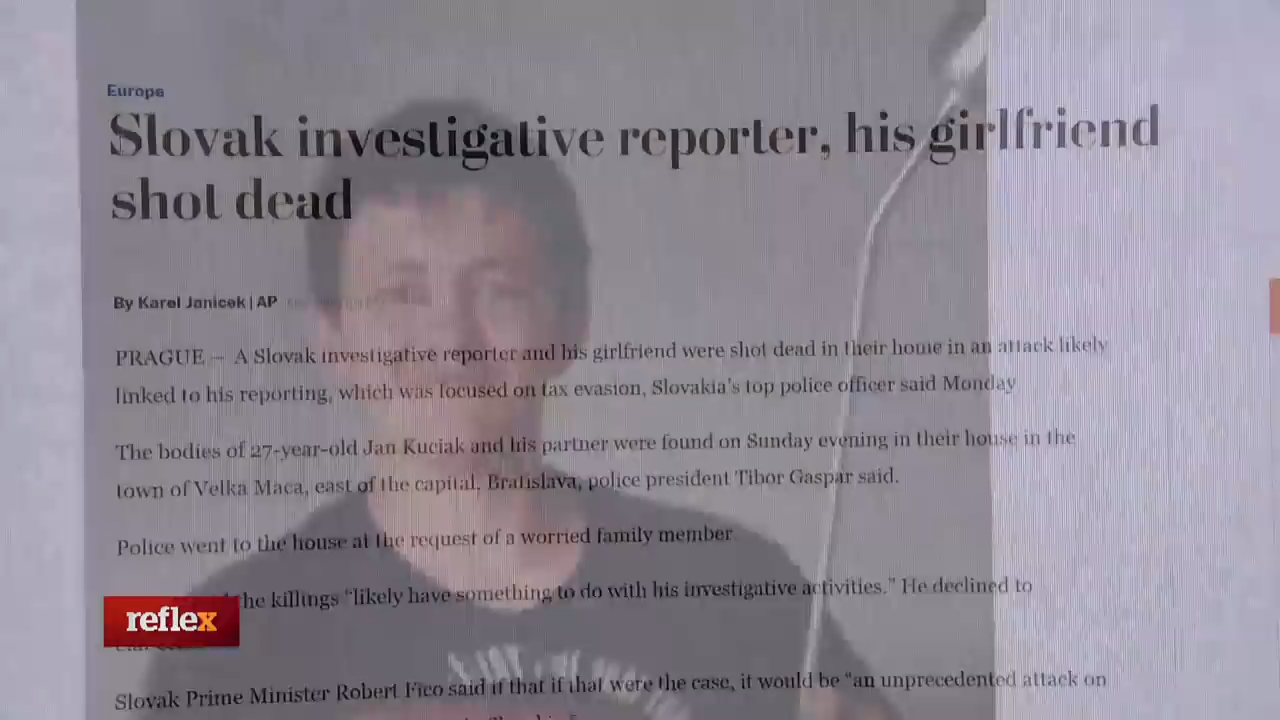 Europe
Slovak investigative reporter, his girlfriend
shot dead
By Karel Janicek | AP
PRAGUE — A Slovak investigative reporter and his girlfriend were shot dead in their home in an attack likely
linked to his reporting, which was focused on tax evasion, Slovakia's top police officer said Monday
The bodies of 27-year-old Jan Kuciak and his partner were found on Sunday evening in their house in the
town of Velka Maca, east of the capital, Bratislava, police president Tibor Gaspar said.
Police went to the house at the request of a worried family member.
the killings "likely have something to do with his investigative activities." He declined to
reflex
Slovak Prime Minister Robert Fico said if that if that were the case, it would be "an unprecedented attack on